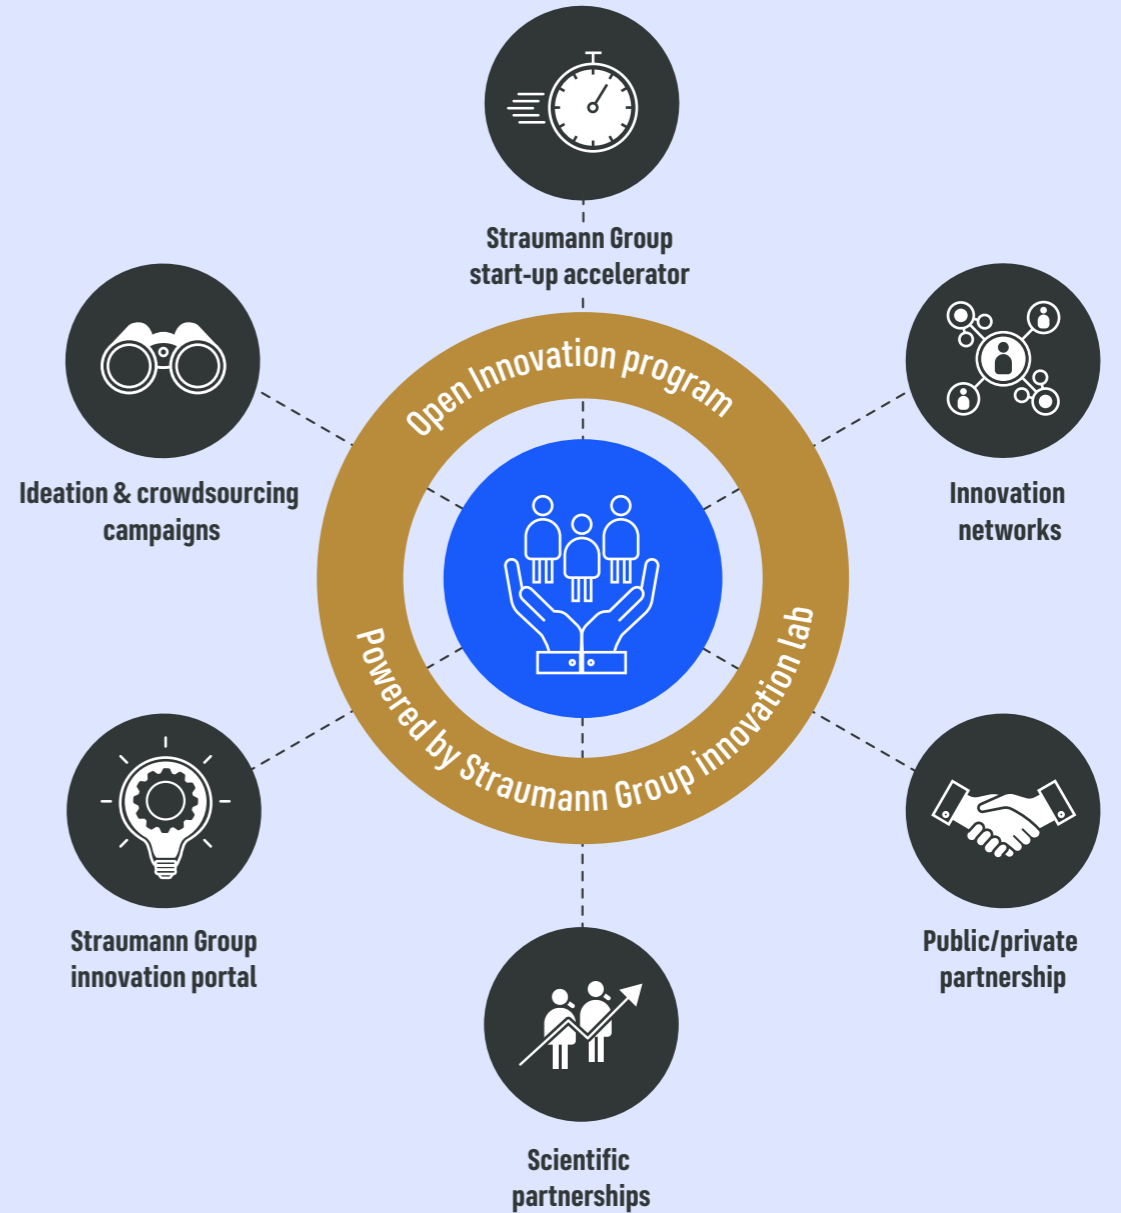 Straumann Group
start-up accelerator
Open Innovation program
Ideation & crowdsourcing
campaigns
Innovation
networks
Powered by Straumann Group innovation lab
Straumann Group
innovation portal
Public/private
partnership
Scientific
partnerships